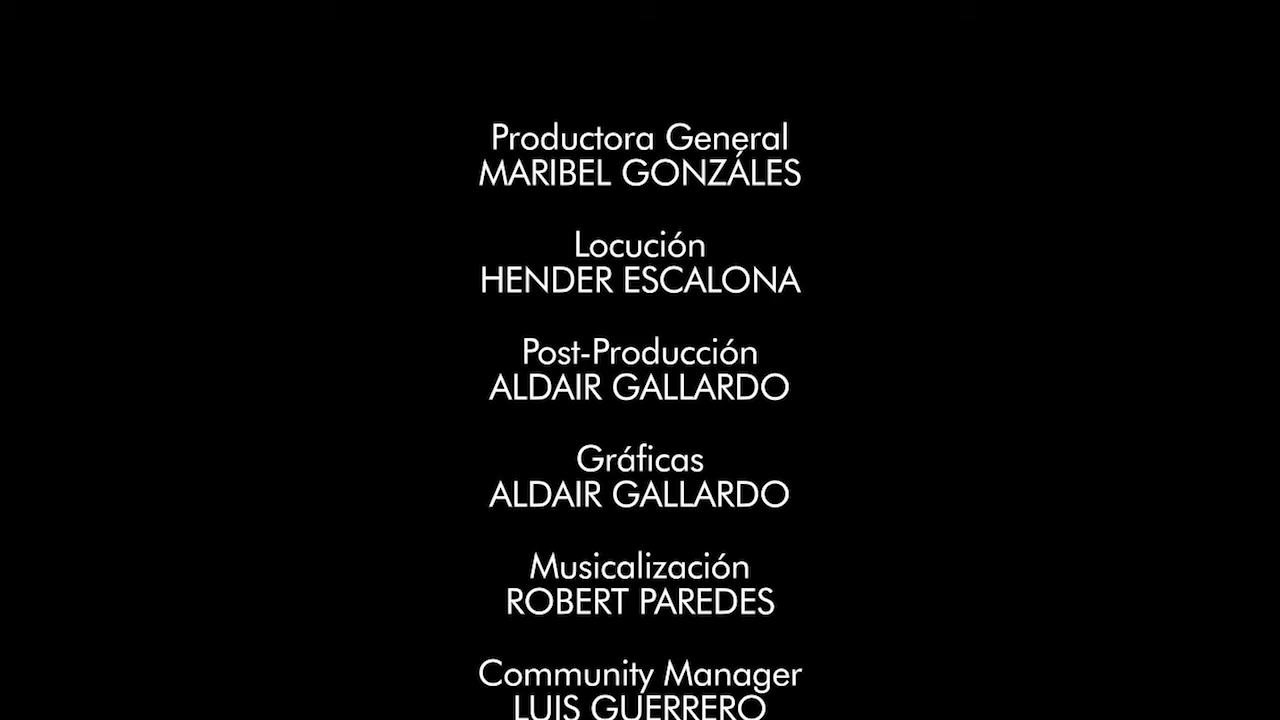 Productora General
MARIBEL GONZÁLES
Locución
HENDER ESCALONA
Post-Producción
ALDAIR GALLARDO
Gráficas
ALDAIR GALLARDO
Musicalización
ROBERT PAREDES
Community Manager
LUIS GUERRERO